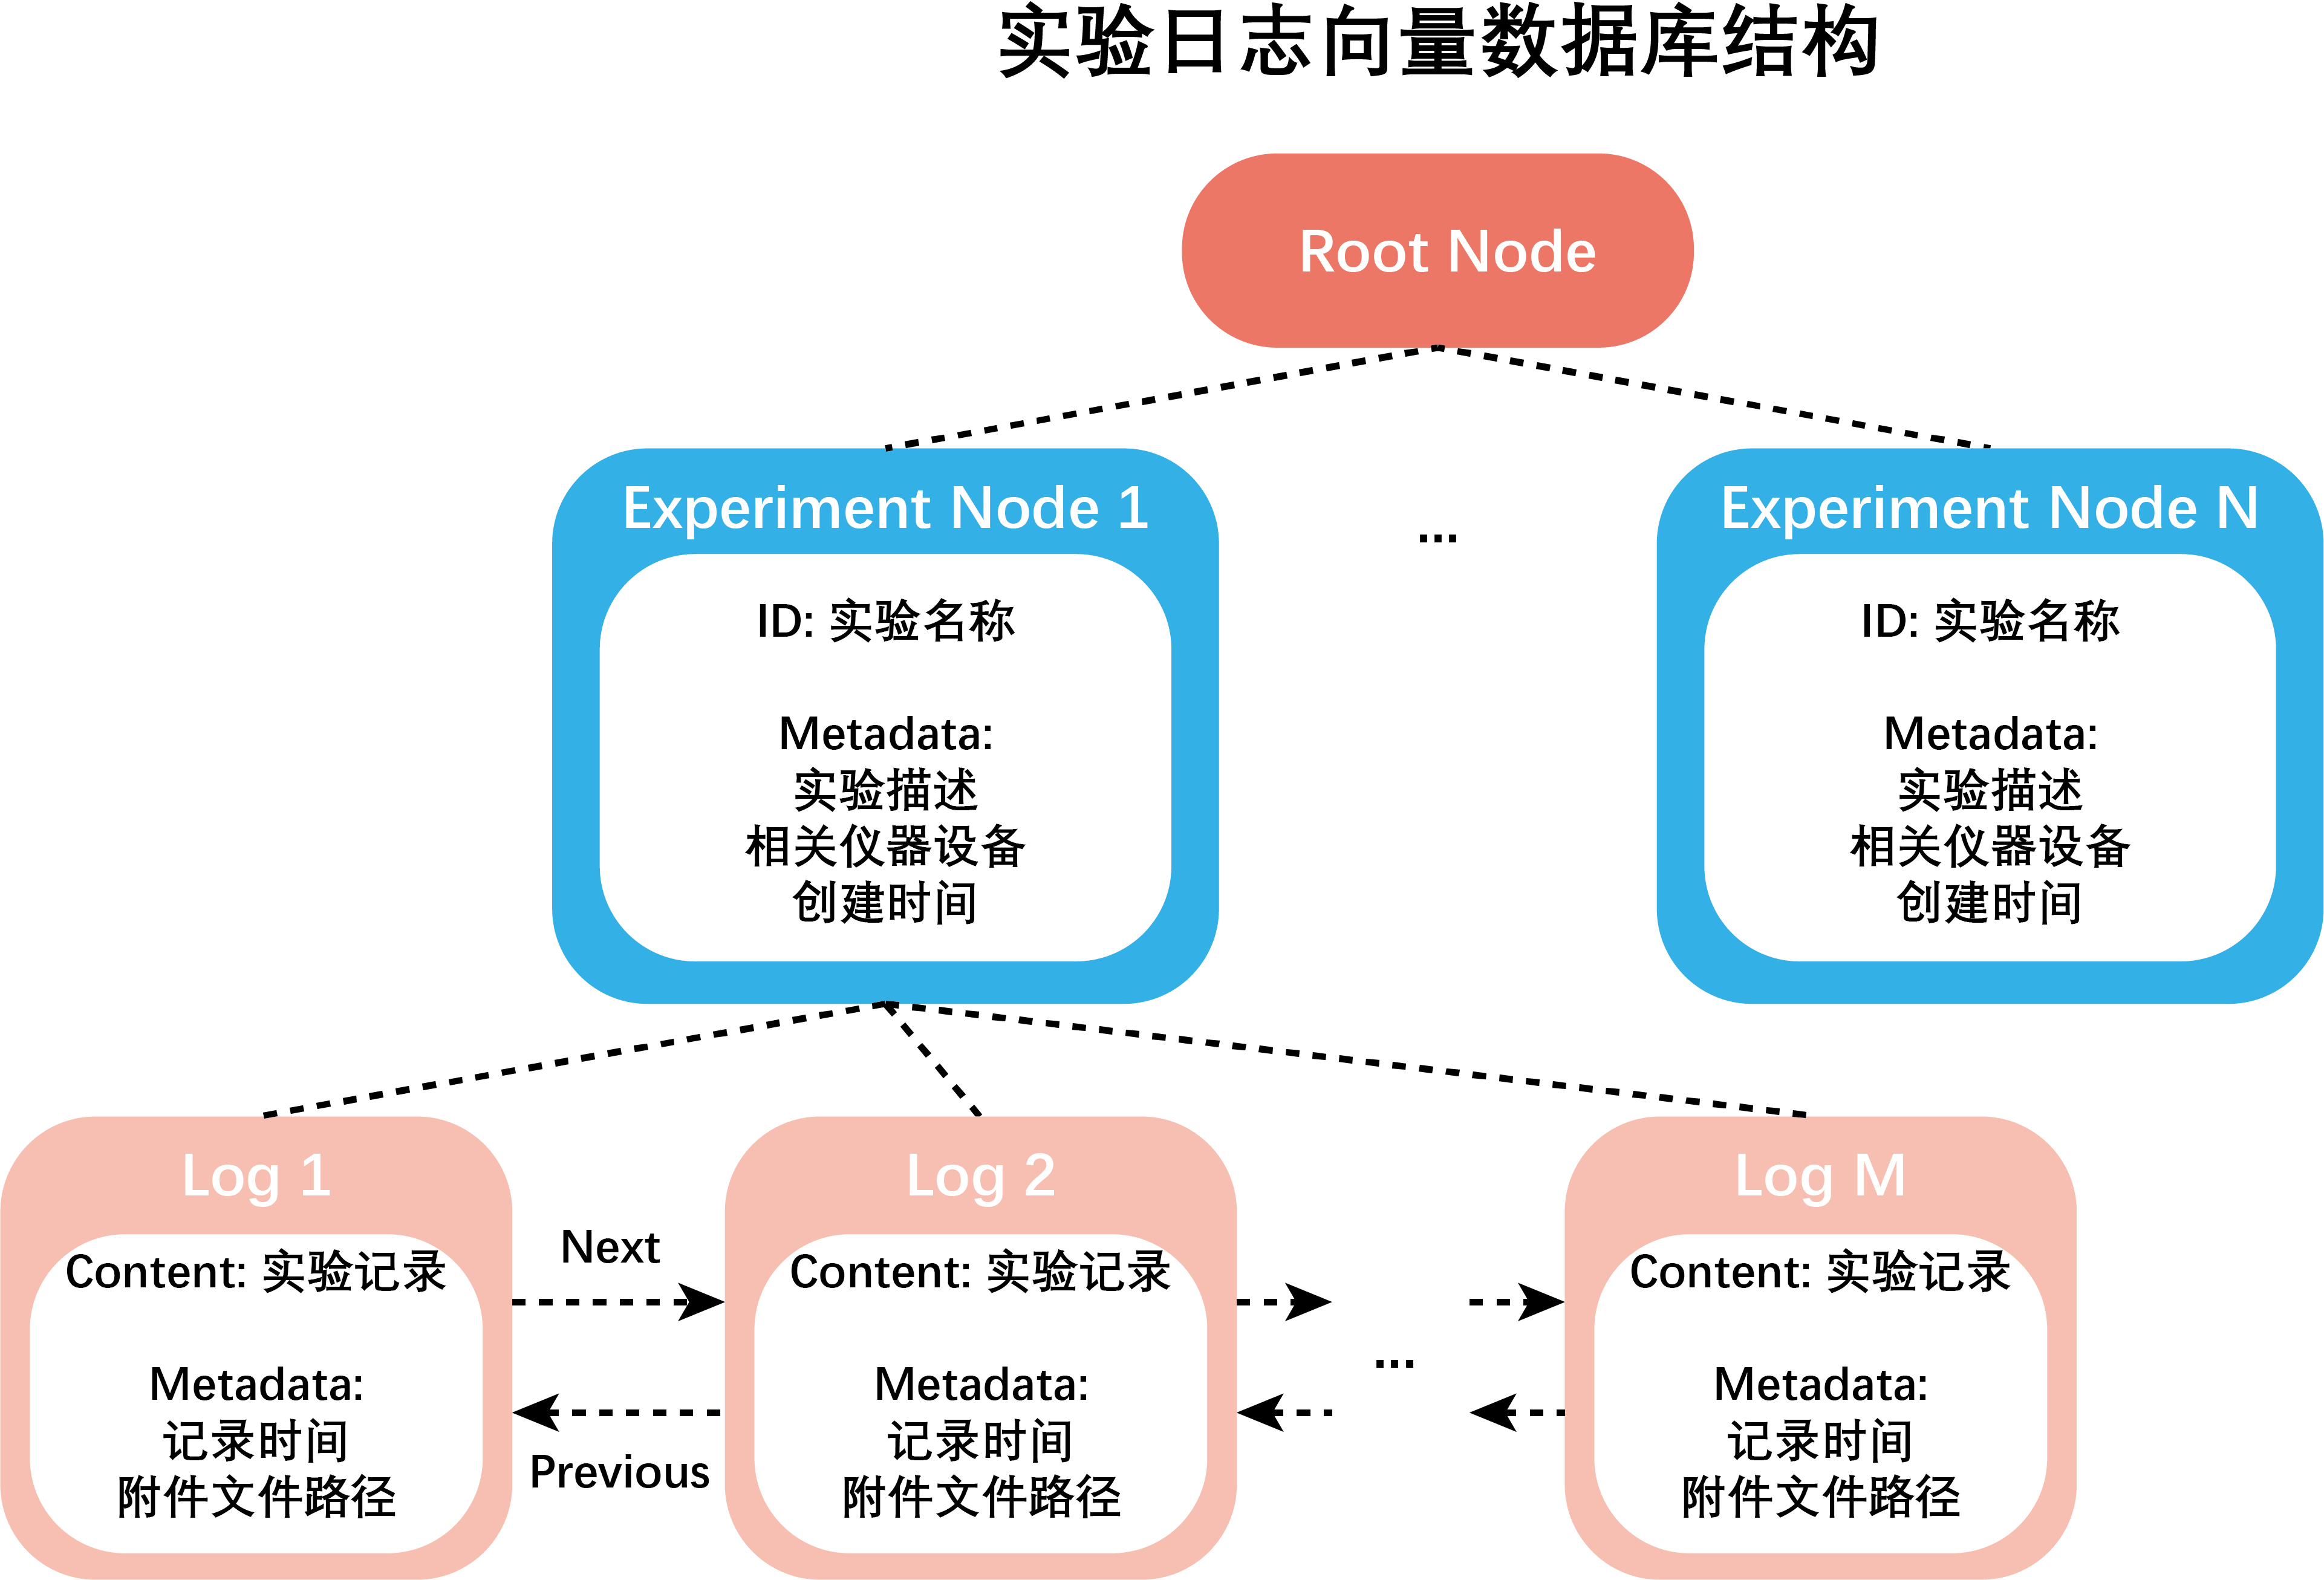 实验日志向量数据库结构
Root Node
Experiment Node 1
ID: 实验名称
Metadata:
实验描述
相关仪器设备
创建时间
...
Experiment Node N
ID: 实验名称
Metadata:
实验描述
相关仪器设备
创建时间
Log 1
Content: 实验记录
Metadata:
记录时间
附件文件路径
Next
Previous
Log 2
Content: 实验记录
Metadata:
记录时间
附件文件路径
...
Log M
Content: 实验记录
Metadata:
记录时间
附件文件路径